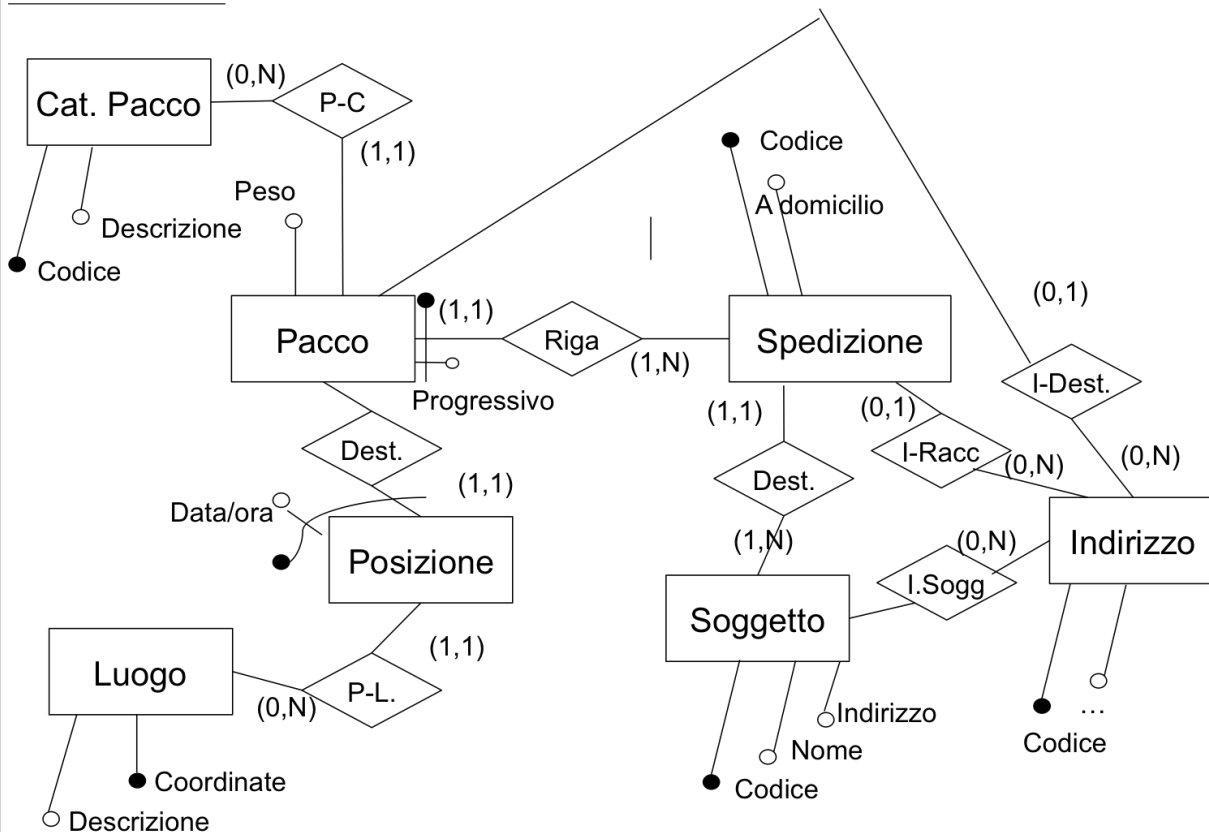 (0,N)
Cat. Pacco
P-C
(1,1)
Codice
Peso
A domicilio
Descrizione
Codice
(0,1)
(1,1)
Pacco
Riga
Spedizione
(1,N)
I-Dest.
Progressivo
(1,1)
(0,1)
Dest.
I-Racc
(0,N)
(0,N)
Dest.
(1,1)
Data/ora
(1,N)
(0,N)
Indirizzo
Posizione
I.Sogg
Soggetto
(1,1)
Luogo
P-L.
(0,N)
Indirizzo
...
Nome
Codice
Coordinate
Codice
Descrizione